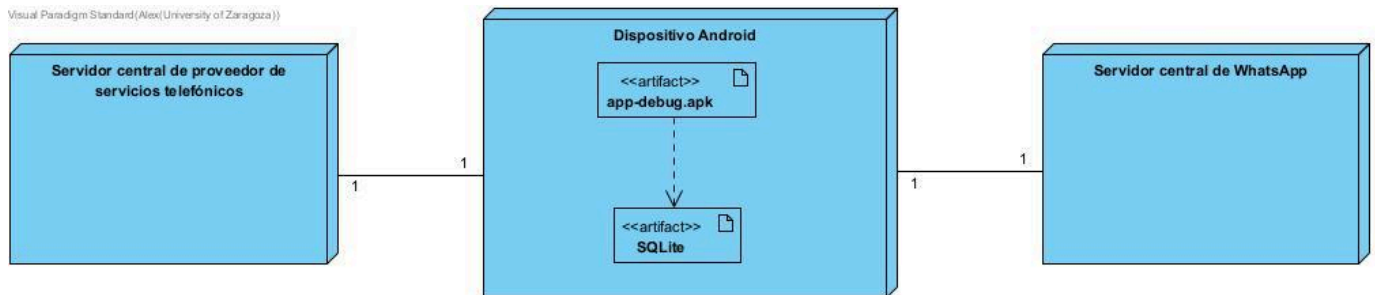 Visual Paradigm Standard(Alex(University of Zaragoza))
Servidor central de proveedor de
servicios telefónicos
1
1
Dispositivo Android
<<artifact>>
app-debug.apk
<<artifact>>
SQLite
1
1
Servidor central de WhatsApp